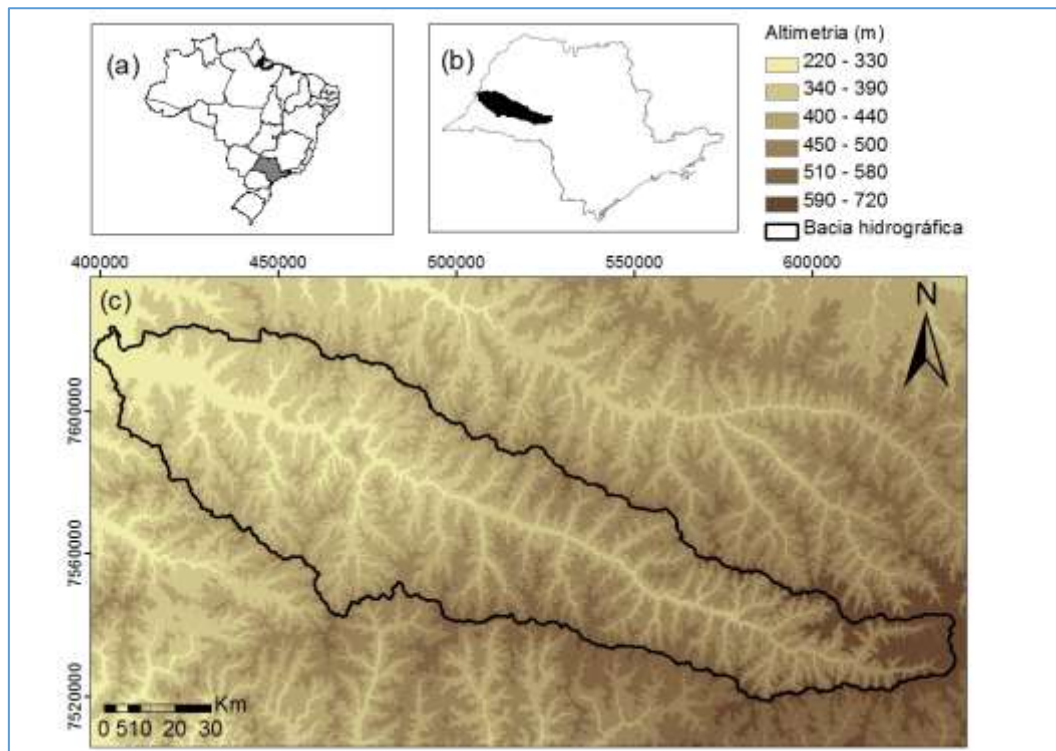 (a)
(b)
Altimetria (m)
220 - 330
340 - 390
400 - 440
450 - 500
510 - 580
590 - 720
Bacia hidrográfica
400000 450000 500000 550000 600000
(c)
N
7600000
7560000
7520000
Km
0 510 20 30